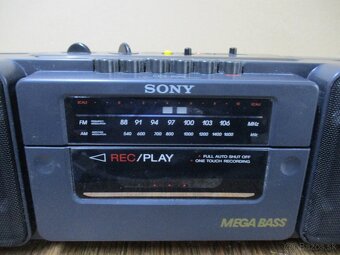 SONY
FM 88 91 94 97 100 103 106 MHz
AM 540 600 700 800 1000 1200 1400 1600 kHz
REC/PLAY
• FULL AUTO SHUT OFF
• ONE TOUCH RECORDING
MEGA BASS